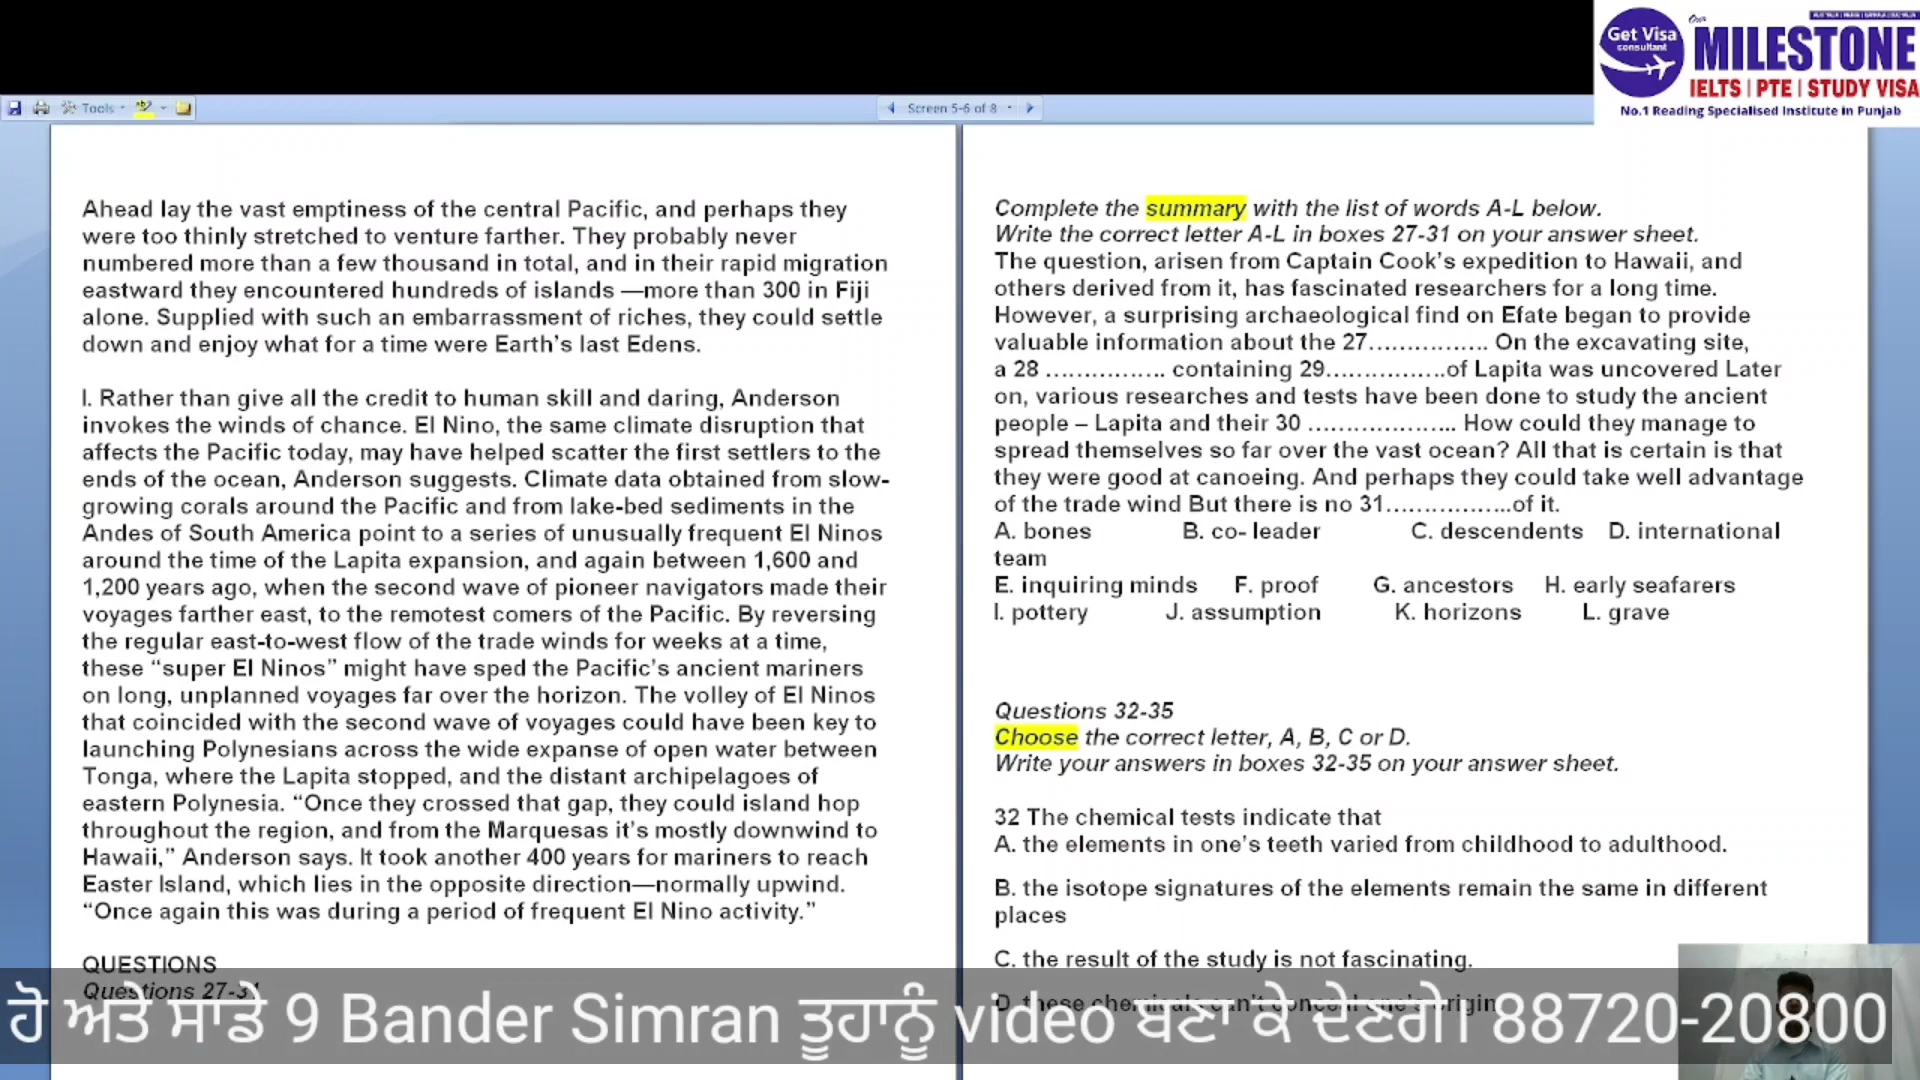 Get Visa
consultant
Our
MILESTONE
IELTS | PTE | STUDY VISA
No.1 Reading Specialised Institute in Punjab
Tools
Screen 5-6 of 8
Ahead lay the vast emptiness of the central Pacific, and perhaps they
were too thinly stretched to venture farther. They probably never
numbered more than a few thousand in total, and in their rapid migration
eastward they encountered hundreds of islands —more than 300 in Fiji
alone. Supplied with such an embarrassment of riches, they could settle
down and enjoy what for a time were Earth's last Edens.
I. Rather than give all the credit to human skill and daring, Anderson
invokes the winds of chance. El Nino, the same climate disruption that
affects the Pacific today, may have helped scatter the first settlers to the
ends of the ocean, Anderson suggests. Climate data obtained from slow-
growing corals around the Pacific and from lake-bed sediments in the
Andes of South America point to a series of unusually frequent El Ninos
around the time of the Lapita expansion, and again between 1,600 and
1,200 years ago, when the second wave of pioneer navigators made their
voyages farther east, to the remotest comers of the Pacific. By reversing
the regular east-to-west flow of the trade winds for weeks at a time,
these “super El Ninos” might have sped the Pacific's ancient mariners
on long, unplanned voyages far over the horizon. The volley of El Ninos
that coincided with the second wave of voyages could have been key to
launching Polynesians across the wide expanse of open water between
Tonga, where the Lapita stopped, and the distant archipelagoes of
eastern Polynesia. “Once they crossed that gap, they could island hop
throughout the region, and from the Marquesas it's mostly downwind to
Hawaii,” Anderson says. It took another 400 years for mariners to reach
Easter Island, which lies in the opposite direction—normally upwind.
“Once again this was during a period of frequent El Nino activity.”
QUESTIONS
Questions 27-31
Complete the summary with the list of words A-L below.
Write the correct letter A-L in boxes 27-31 on your answer sheet.
The question, arisen from Captain Cook's expedition to Hawaii, and
others derived from it, has fascinated researchers for a long time.
However, a surprising archaeological find on Efate began to provide
valuable information about the 27................ On the excavating site,
a 28 ................ containing 29................of Lapita was uncovered Later
on, various researches and tests have been done to study the ancient
people – Lapita and their 30 ................... How could they manage to
spread themselves so far over the vast ocean? All that is certain is that
they were good at canoeing. And perhaps they could take well advantage
of the trade wind But there is no 31.................of it.
A. bones B. co- leader C. descendents D. international
team
E. inquiring minds F. proof G. ancestors H. early seafarers
I. pottery J. assumption K. horizons L. grave
Questions 32-35
Choose the correct letter, A, B, C or D.
Write your answers in boxes 32-35 on your answer sheet.
32 The chemical tests indicate that
A. the elements in one's teeth varied from childhood to adulthood.
B. the isotope signatures of the elements remain the same in different
places
C. the result of the study is not fascinating.
D. these chemicals can't conceal one's origin
ਹੋ ਅਤੇ ਸਾਡੇ 9 Bander Simran ਤੂਹਾਨੂੰ video ਬਣਾ ਕੇ ਦੇਣਗੇ। 88720-20800